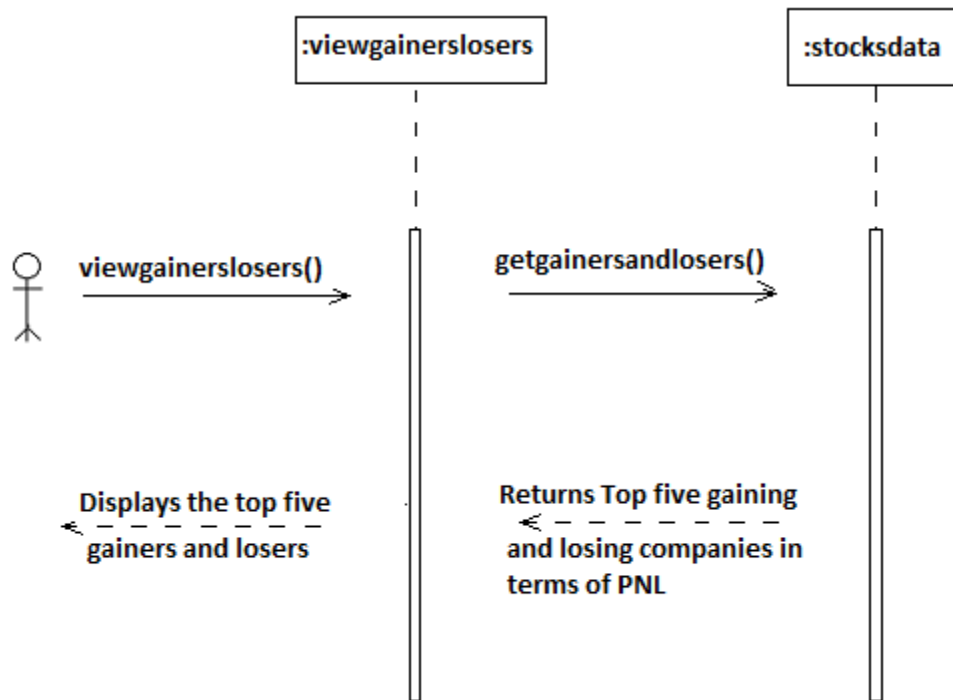 :viewgainerslosers
:stocksdata
viewgainerslosers()
getgainersandlosers()
Displays the top five
gainers and losers
Returns Top five gaining
and losing companies in
terms of PNL